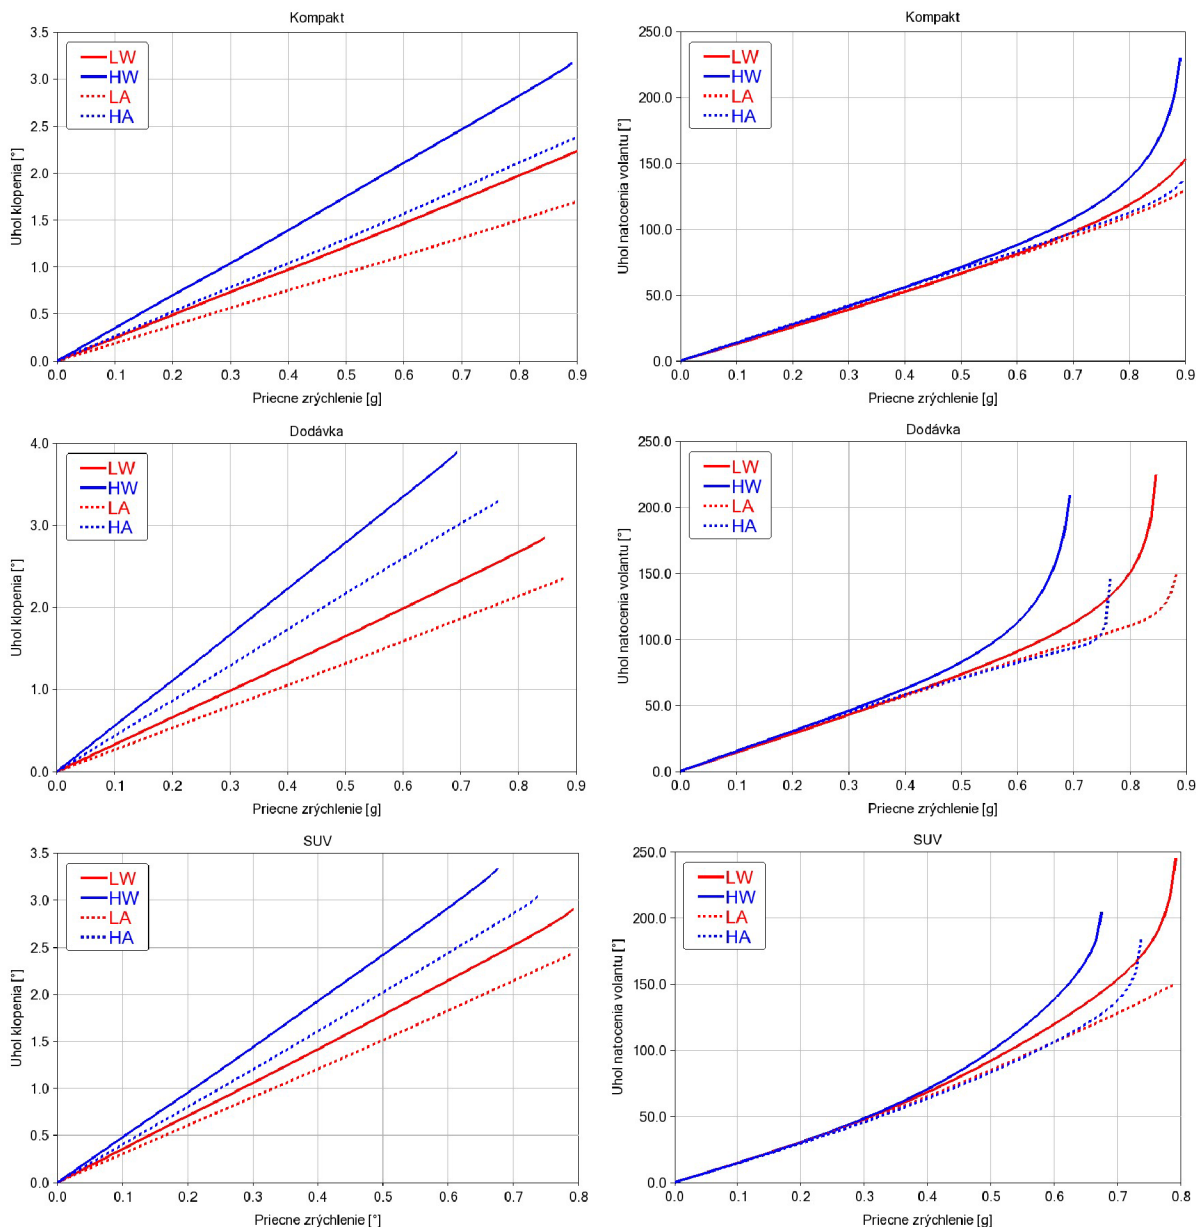 Kompakt
Uhol klopenia [°]
3.5
3.0
2.5
2.0
1.5
1.0
0.5
0.0
LW
HW
LA
HA
0.0 0.1 0.2 0.3 0.4 0.5 0.6 0.7 0.8 0.9
Priecne zrýchlenie [g]
Kompakt
Uhol natocenia volantu [°]
250.0
200.0
150.0
100.0
50.0
0.0
LW
HW
LA
HA
0.0 0.1 0.2 0.3 0.4 0.5 0.6 0.7 0.8 0.9
Priecne zrýchlenie [g]
Dodávka
Uhol klopenia [°]
4.0
3.0
2.0
1.0
0.0
LW
HW
LA
HA
0.0 0.1 0.2 0.3 0.4 0.5 0.6 0.7 0.8 0.9
Priecne zrýchlenie [g]
Dodávka
Uhol natocenia volantu [°]
250.0
200.0
150.0
100.0
50.0
0.0
LW
HW
LA
HA
0.0 0.1 0.2 0.3 0.4 0.5 0.6 0.7 0.8 0.9
Priecne zrýchlenie [g]
SUV
Uhol klopenia [°]
3.5
3.0
2.5
2.0
1.5
1.0
0.5
0.0
LW
HW
LA
HA
0.0 0.1 0.2 0.3 0.4 0.5 0.6 0.7 0.8
Priecne zrýchlenie [°]
SUV
Uhol natocenia volantu [°]
250.0
200.0
150.0
100.0
50.0
0.0
LW
HW
LA
HA
0.0 0.1 0.2 0.3 0.4 0.5 0.6 0.7 0.8
Priecne zrýchlenie [g]